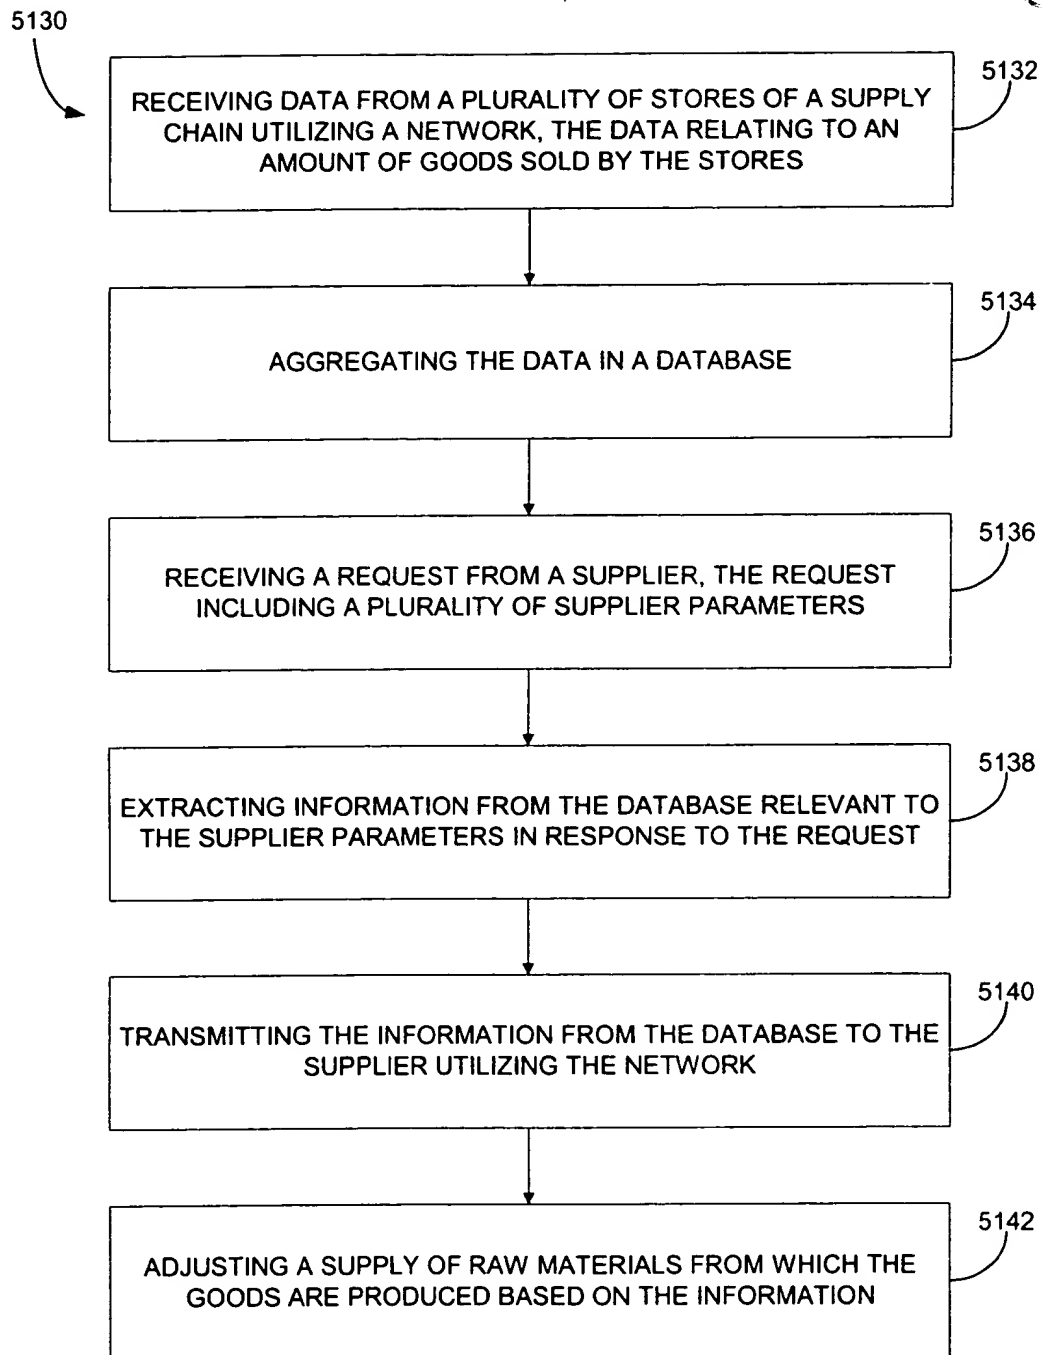 5130
5132
RECEIVING DATA FROM A PLURALITY OF STORES OF A SUPPLY
CHAIN UTILIZING A NETWORK, THE DATA RELATING TO AN
AMOUNT OF GOODS SOLD BY THE STORES
5134
AGGREGATING THE DATA IN A DATABASE
5136
RECEIVING A REQUEST FROM A SUPPLIER, THE REQUEST
INCLUDING A PLURALITY OF SUPPLIER PARAMETERS
5138
EXTRACTING INFORMATION FROM THE DATABASE RELEVANT TO
THE SUPPLIER PARAMETERS IN RESPONSE TO THE REQUEST
5140
TRANSMITTING THE INFORMATION FROM THE DATABASE TO THE
SUPPLIER UTILIZING THE NETWORK
5142
ADJUSTING A SUPPLY OF RAW MATERIALS FROM WHICH THE
GOODS ARE PRODUCED BASED ON THE INFORMATION